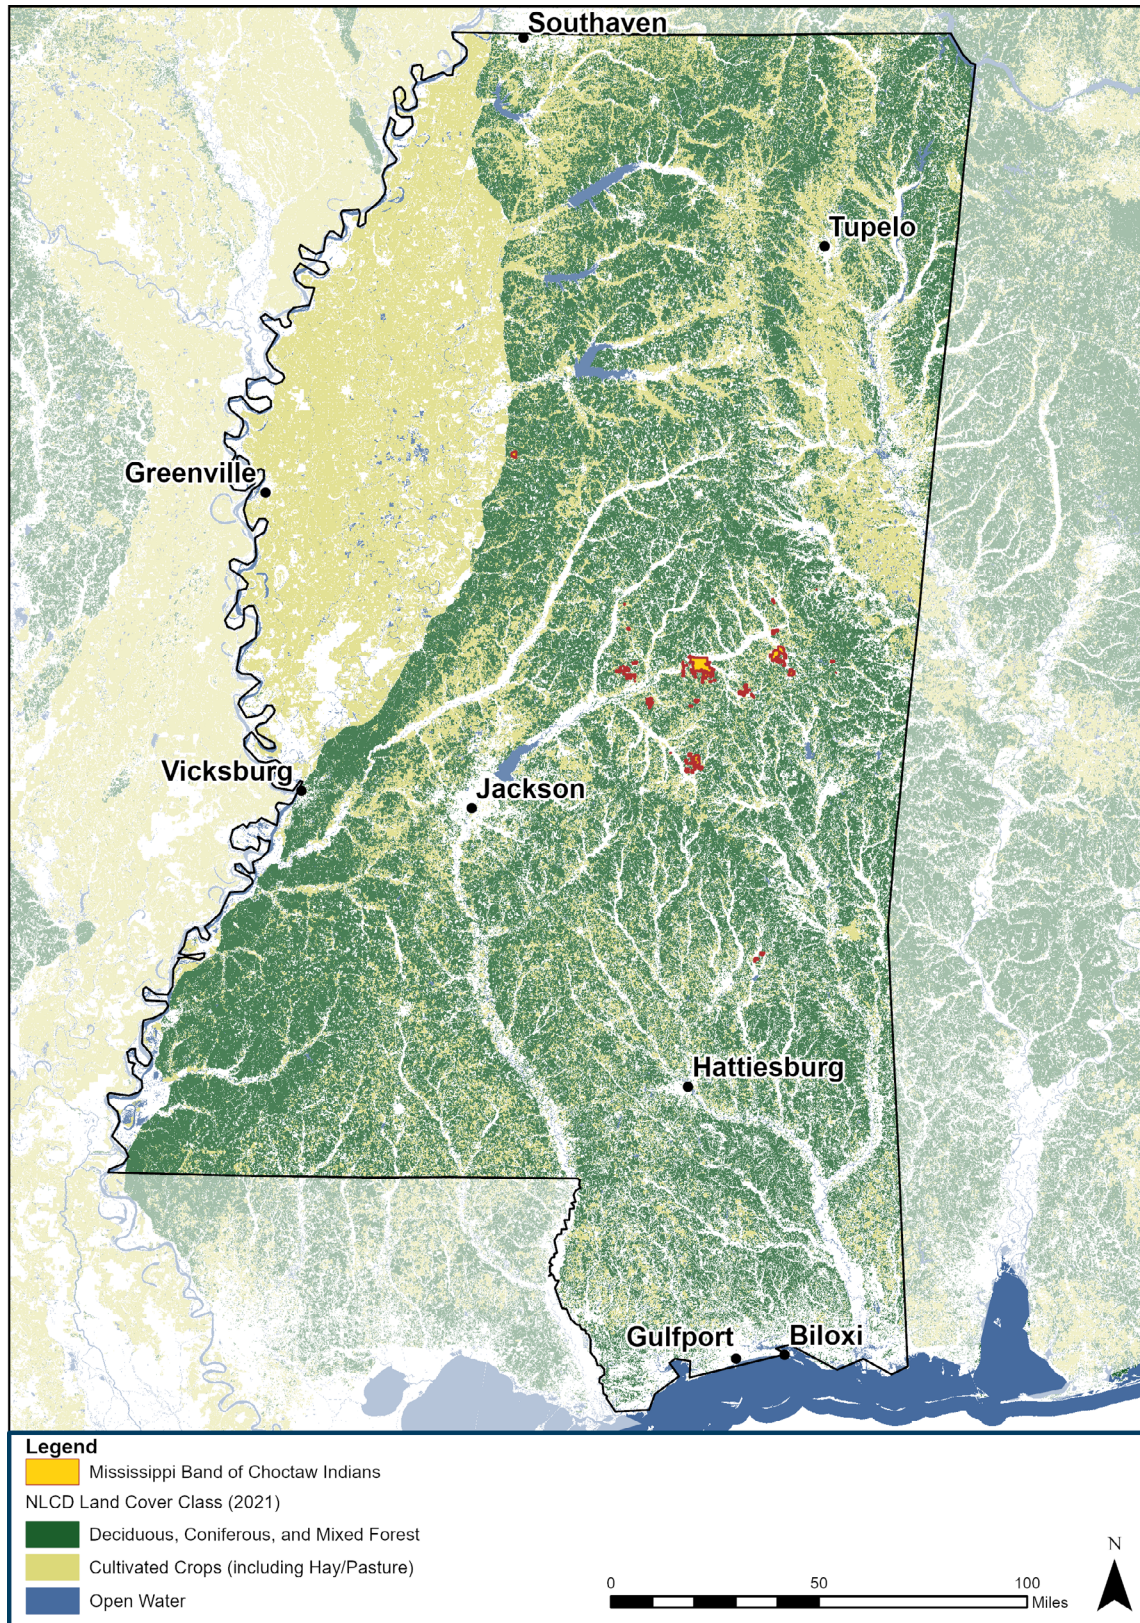 Southaven
Tupelo
Greenville
Vicksburg
Jackson
Hattiesburg
Gulfport
Biloxi
Legend
Mississippi Band of Choctaw Indians
NLCD Land Cover Class (2021)
Deciduous, Coniferous, and Mixed Forest
Cultivated Crops (including Hay/Pasture)
Open Water
0 50 100
Miles
N